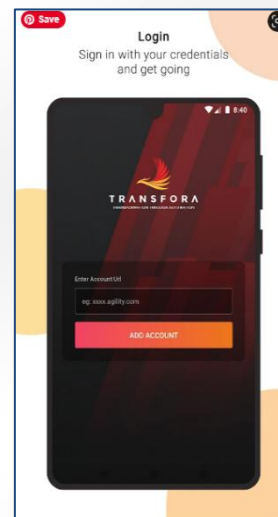 Save
Login
Sign in with your credentials
and get going
8:40
TRANSFORA
Enter Account Url
eg: xxxx.agility.com
ADD ACCOUNT